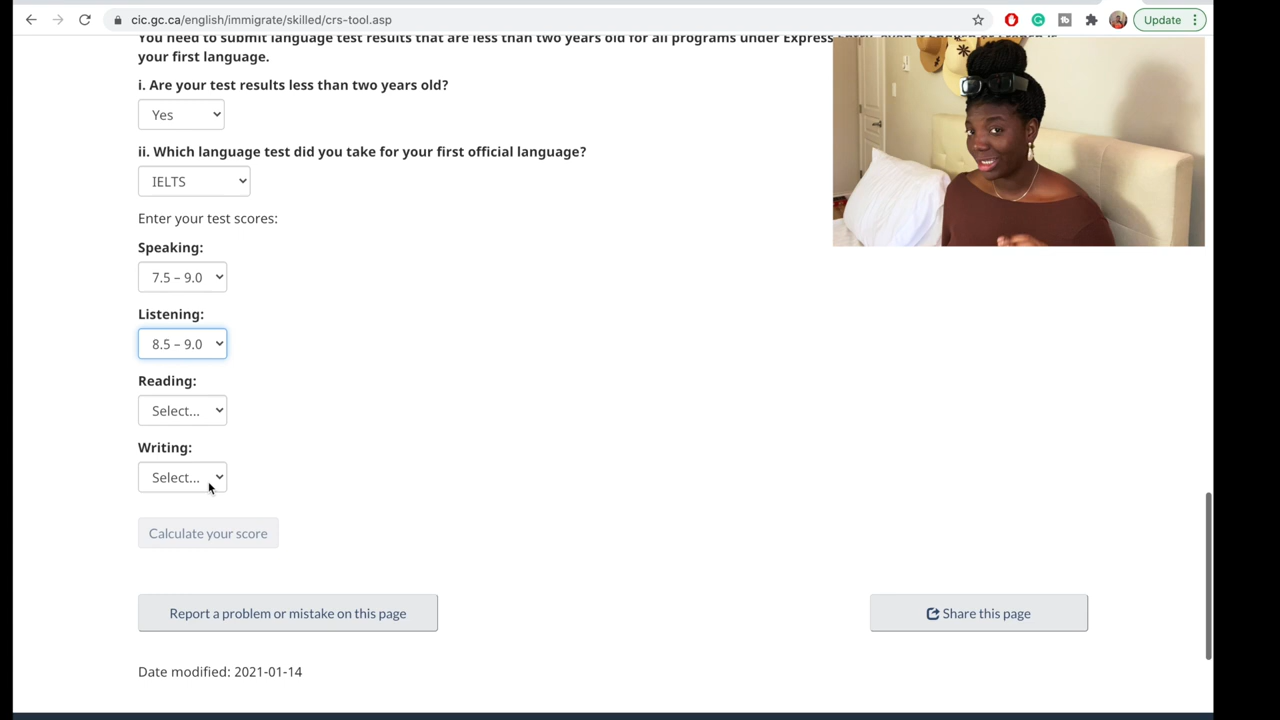 cic.gc.ca/english/immigrate/skilled/crs-tool.asp
Update
You need to submit language test results that are less than two years old for all programs under Express
your first language.
i. Are your test results less than two years old?
Yes
ii. Which language test did you take for your first official language?
IELTS
Enter your test scores:
Speaking:
7.5 – 9.0
Listening:
8.5 – 9.0
Reading:
Select...
Writing:
Select...
Calculate your score
Report a problem or mistake on this page
Share this page
Date modified: 2021-01-14